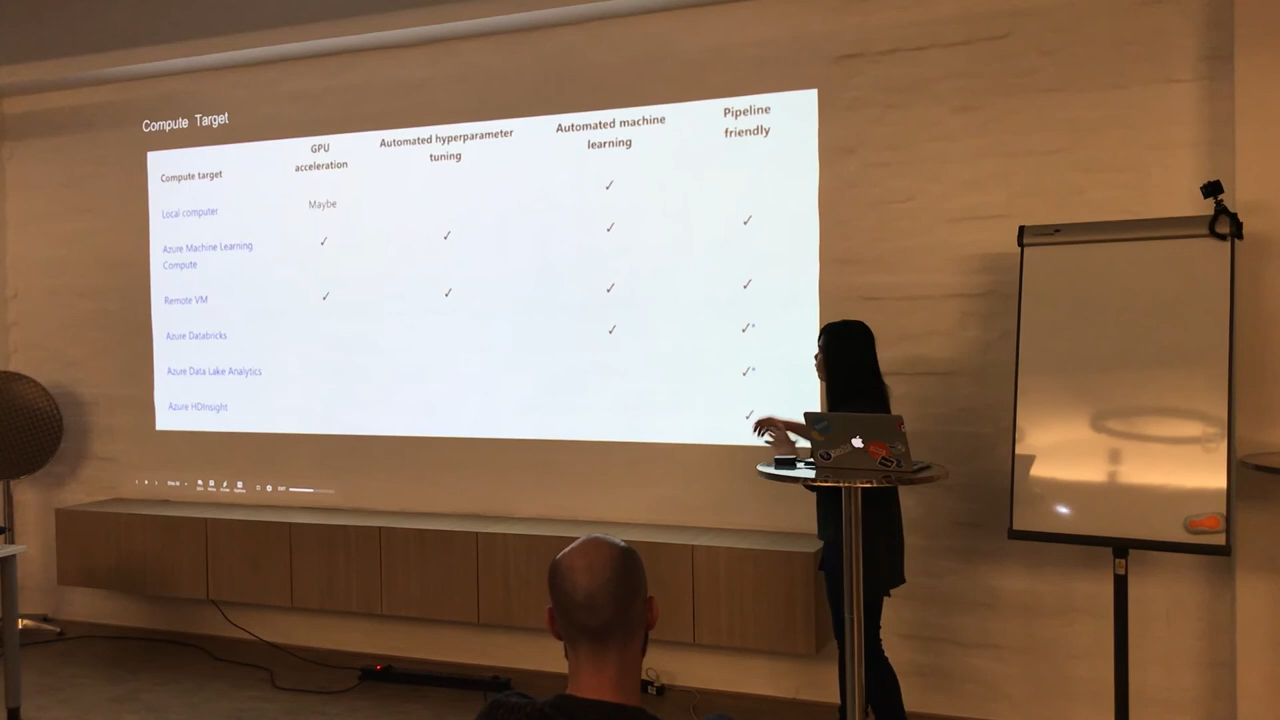 Compute Target
Compute target
GPU
acceleration
Automated hyperparameter
tuning
Automated machine
learning
Pipeline
friendly
Local computer
Maybe
✓
Azure Machine Learning
Compute
✓
✓
✓
✓
Remote VM
✓
✓
✓
✓
Azure Databricks
✓
✓*
Azure Data Lake Analytics
✓*
Azure HDInsight
✓